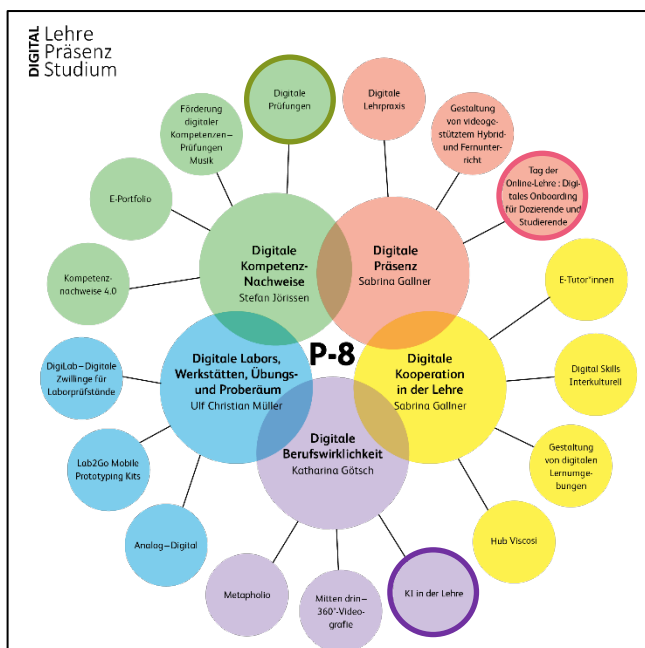 DIGITAL
Lehre
Präsenz
Studium
Digitale
Prüfungen
Digitale
Lehrpraxis
Förderung
digitaler
Kompetenzen–
Prüfungen
Musik
Gestaltung
von videoge-
stütztem Hybrid-
und Fernunter-
richt
E-Portfolio
Tag der
Online-Lehre: Digi-
tales Onboarding
für Dozierende und
Studierende
Kompetenz-
nachweise 4.0
Digitale
Kompetenz-
Nachweise
Stefan Jörissen
Digitale
Präsenz
Sabrina Gallner
E-Tutor*innen
DigiLab–Digitale
Zwillinge für
Laborprüfstände
Digitale Labors,
Werkstätten, Übungs-
und Proberäum
Ulf Christian Müller
P-8
Digitale
Kooperation
in der Lehre
Sabrina Gallner
Digital Skills
Interkulturell
Lab2Go Mobile
Prototyping Kits
Digitale
Berufswirklichkeit
Katharina Götsch
Gestaltung
von digitalen
Lernumge-
bungen
Analog–Digital
Hub Viscosi
Metapholio
Mitten drin–
360°-Video-
grafie
KI in der Lehre